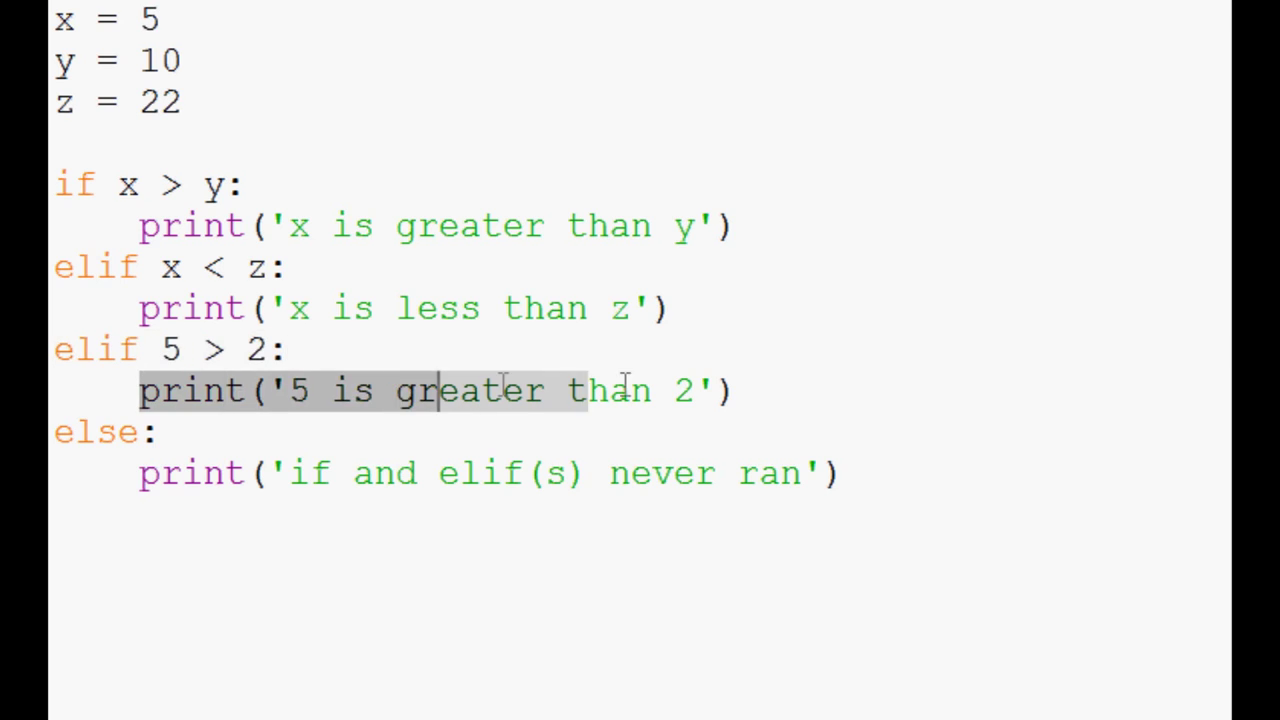 x = 5
y = 10
z = 22

if x > y:
    print('x is greater than y')
elif x < z:
    print('x is less than z')
elif 5 > 2:
    print('5 is greater than 2')
else:
    print('if and elif(s) never ran')